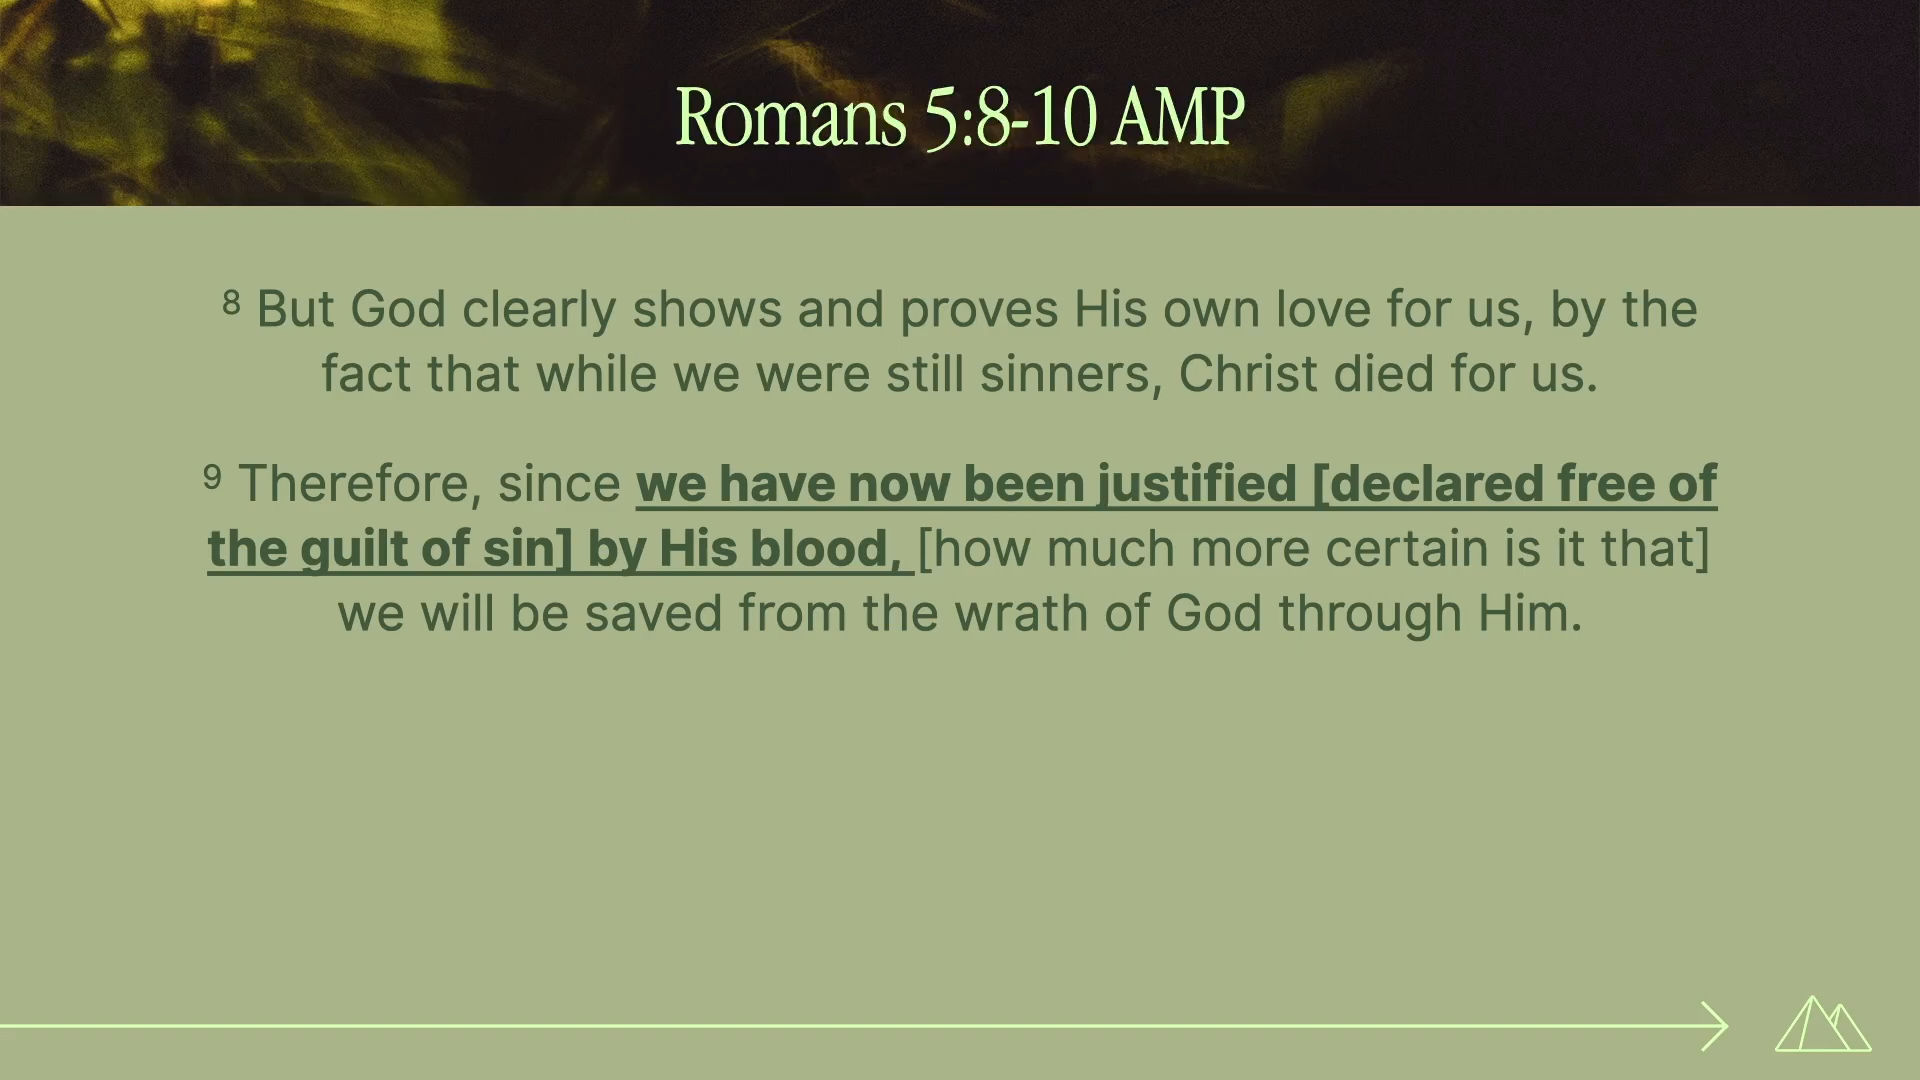 Romans 5:8-10 AMP
8 But God clearly shows and proves His own love for us, by the
fact that while we were still sinners, Christ died for us.
9 Therefore, since we have now been justified [declared free of
the guilt of sin] by His blood, [how much more certain is it that]
we will be saved from the wrath of God through Him.